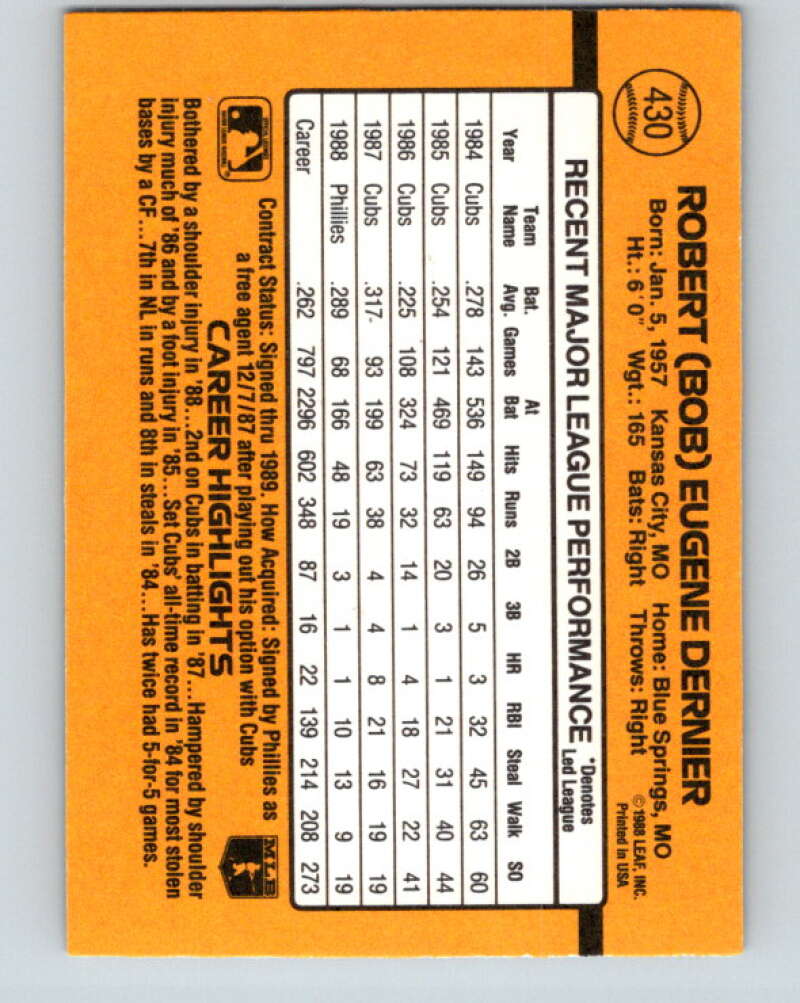 430
ROBERT (BOB) EUGENE DERNIER
Born: Jan. 5, 1957 Kansas City, MO Home: Blue Springs, MO
Ht.: 6'0" Wgt.: 165 Bats: Right Throws: Right
© 1988 LEAF, INC.
Printed in USA
RECENT MAJOR LEAGUE PERFORMANCE *Denotes Led League
Year Team Name Bat. Avg. Games At Bat Hits Runs 2B 3B HR RBI Steal Walk SO
1984 Cubs .278 143 536 149 94 26 5 3 32 45 63 60
1985 Cubs .254 121 469 119 63 20 3 1 21 31 40 44
1986 Cubs .225 108 324 73 32 14 1 4 18 27 22 41
1987 Cubs .317- 93 199 63 38 4 4 8 21 16 19 19
1988 Phillies .289 68 166 48 19 3 1 1 10 13 9 19
Career .262 797 2296 602 348 87 16 22 139 214 208 273
Contract Status: Signed thru 1989. How Acquired: Signed by Phillies as
a free agent 12/7/87 after playing out his option with Cubs
MLB
CAREER HIGHLIGHTS
Bothered by a shoulder injury in '88...2nd on Cubs in batting in '87...Hampered by shoulder
injury much of '86 and by a foot injury in '85...Set Cubs' all-time record in '84 for most stolen
bases by a CF...7th in NL in runs and 8th in steals in '84...Has twice had 5-for-5 games.